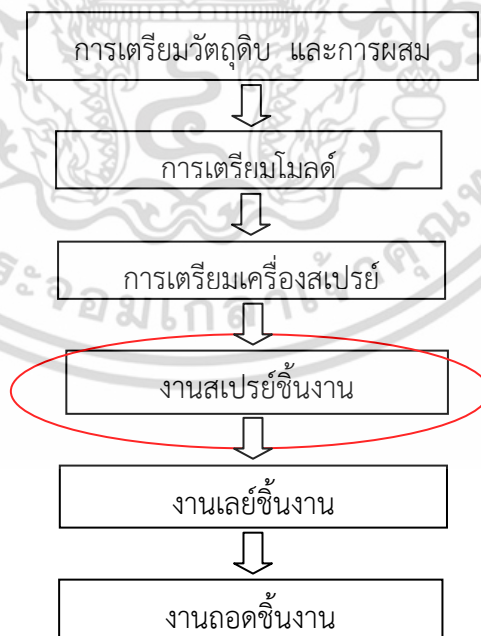 การเตรียมวัตถุดิบ และการผสม
การเตรียมโมลด์
การเตรียมเครื่องสเปรย์
งานสเปรย์ชิ้นงาน
งานเลย์ชิ้นงาน
งานถอดชิ้นงาน